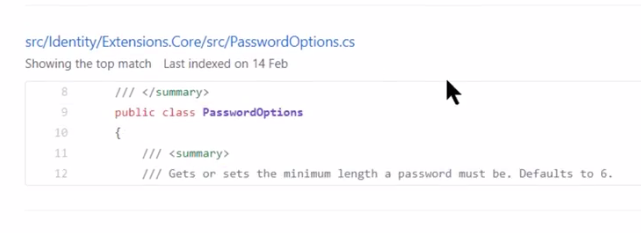 src/Identity/Extensions.Core/src/PasswordOptions.cs
Showing the top match Last indexed on 14 Feb
8 /// </summary>
9 public class PasswordOptions
10 {
11 /// <summary>
12 /// Gets or sets the minimum length a password must be. Defaults to 6.